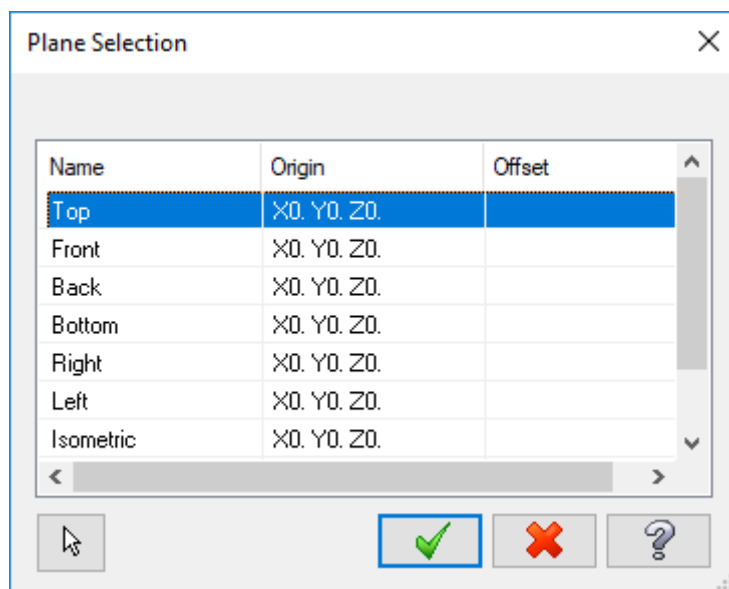 Plane Selection
Name Origin Offset
Top X0. Y0. Z0.
Front X0. Y0. Z0.
Back X0. Y0. Z0.
Bottom X0. Y0. Z0.
Right X0. Y0. Z0.
Left X0. Y0. Z0.
Isometric X0. Y0. Z0.